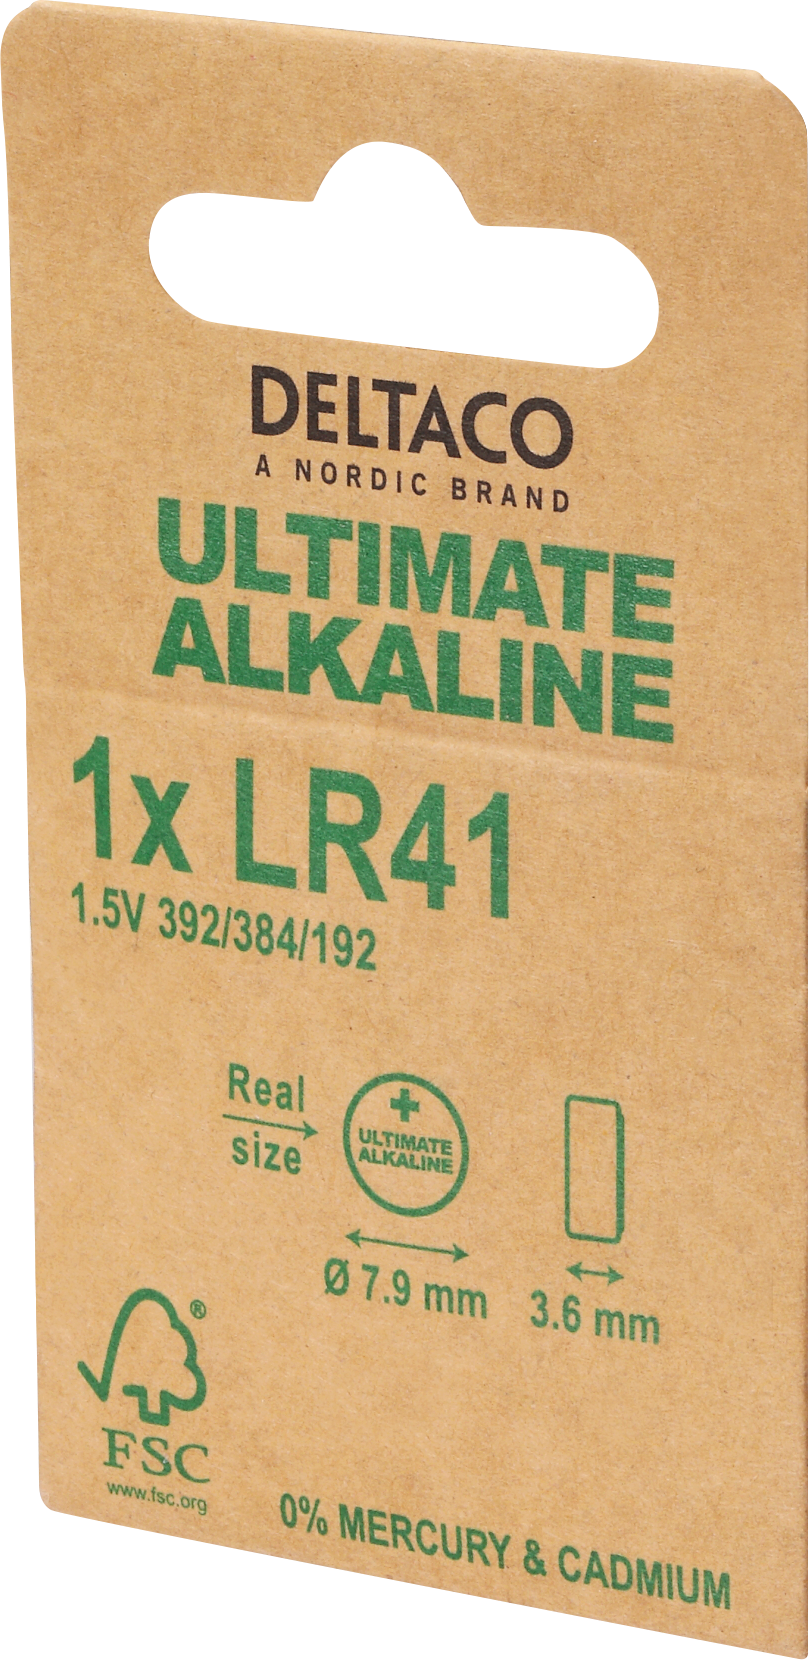 DELTACO
A NORDIC BRAND
ULTIMATE
ALKALINE
1x LR41
1.5V 392/384/192
Real
size
+
ULTIMATE
ALKALINE
Ø 7.9 mm
3.6 mm
®
FSC
www.fsc.org
0% MERCURY & CADMIUM